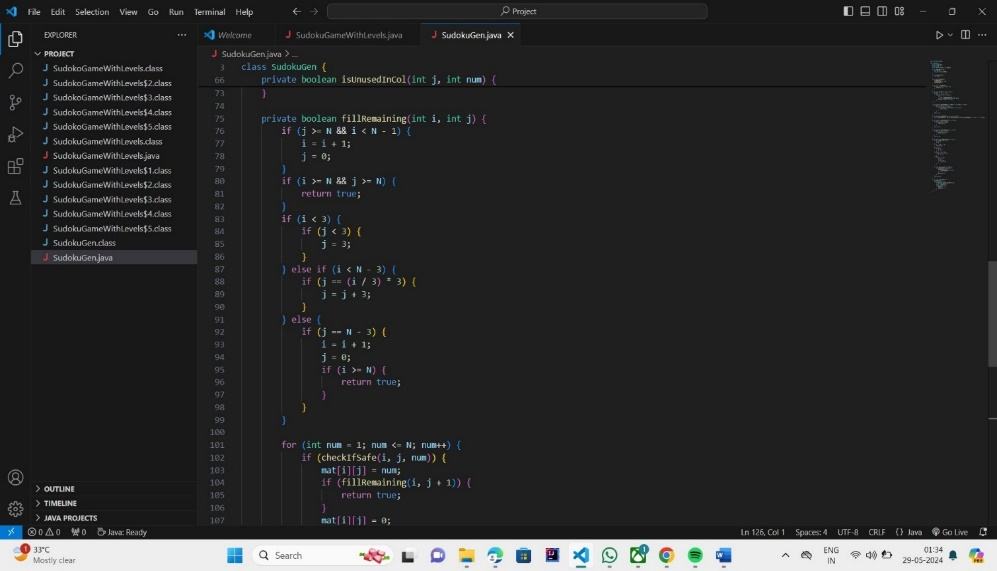 File Edit Selection View Go Run Terminal Help
Project
EXPLORER
PROJECT
SudokoGameWithLevels.class
SudokoGameWithLevels$2.class
SudokoGameWithLevels$3.class
SudokoGameWithLevels$4.class
SudokoGameWithLevels$5.class
SudokuGameWithLevels.class
SudokuGameWithLevels.java
SudokuGameWithLevels$1.class
SudokuGameWithLevels$2.class
SudokuGameWithLevels$3.class
SudokuGameWithLevels$4.class
SudokuGameWithLevels$5.class
SudokuGen.class
SudokuGen.java
OUTLINE
TIMELINE
JAVA PROJECTS
Welcome
SudokuGameWithLevels.java
SudokuGen.java
SudokuGen.java > ...
3 class SudokuGen {
66 private boolean isUnusedInCol(int j, int num) {
73 }
74
75 private boolean fillRemaining(int i, int j) {
76 if (j >= N && i < N - 1) {
77 i = i + 1;
78 j = 0;
79 }
80 if (i >= N && j >= N) {
81 return true;
82 }
83 if (i < 3) {
84 if (j < 3) {
85 j = 3;
86 }
87 } else if (i < N - 3) {
88 if (j == (i / 3) * 3) {
89 j = j + 3;
90 }
91 } else {
92 if (j == N - 3) {
93 i = i + 1;
94 j = 0;
95 if (i >= N) {
96 return true;
97 }
98 }
99 }
100
101 for (int num = 1; num <= N; num++) {
102 if (checkIfSafe(i, j, num)) {
103 mat[i][j] = num;
104 if (fillRemaining(i, j + 1)) {
105 return true;
106 }
107 mat[i][j] = 0;
0 0 0 Java: Ready
Ln 126, Col 1 Spaces: 4 UTF-8 CRLF {} Java Go Live
1
33°C
Mostly clear
Search
ENG
IN
01:34
29-05-2024